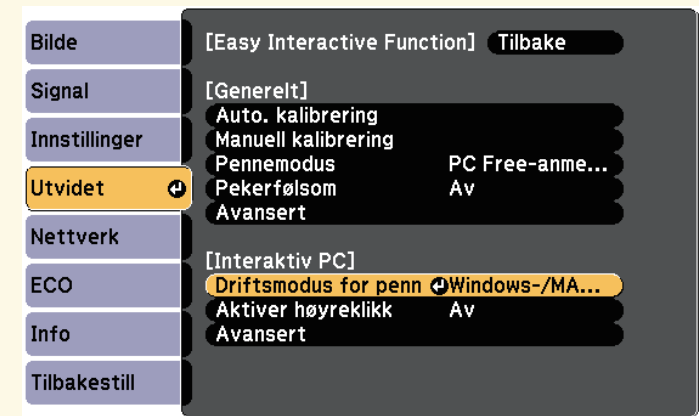 Bilde
Signal
Innstillinger
Utvidet
Nettverk
ECO
Info
Tilbakestill
[Easy Interactive Function] Tilbake
[Generelt]
Auto. kalibrering
Manuell kalibrering
Pennemodus PC Free-anme...
Pekerfølsom Av
Avansert
[Interaktiv PC]
Driftsmodus for penn Windows-/MA...
Aktiver høyreklikk Av
Avansert